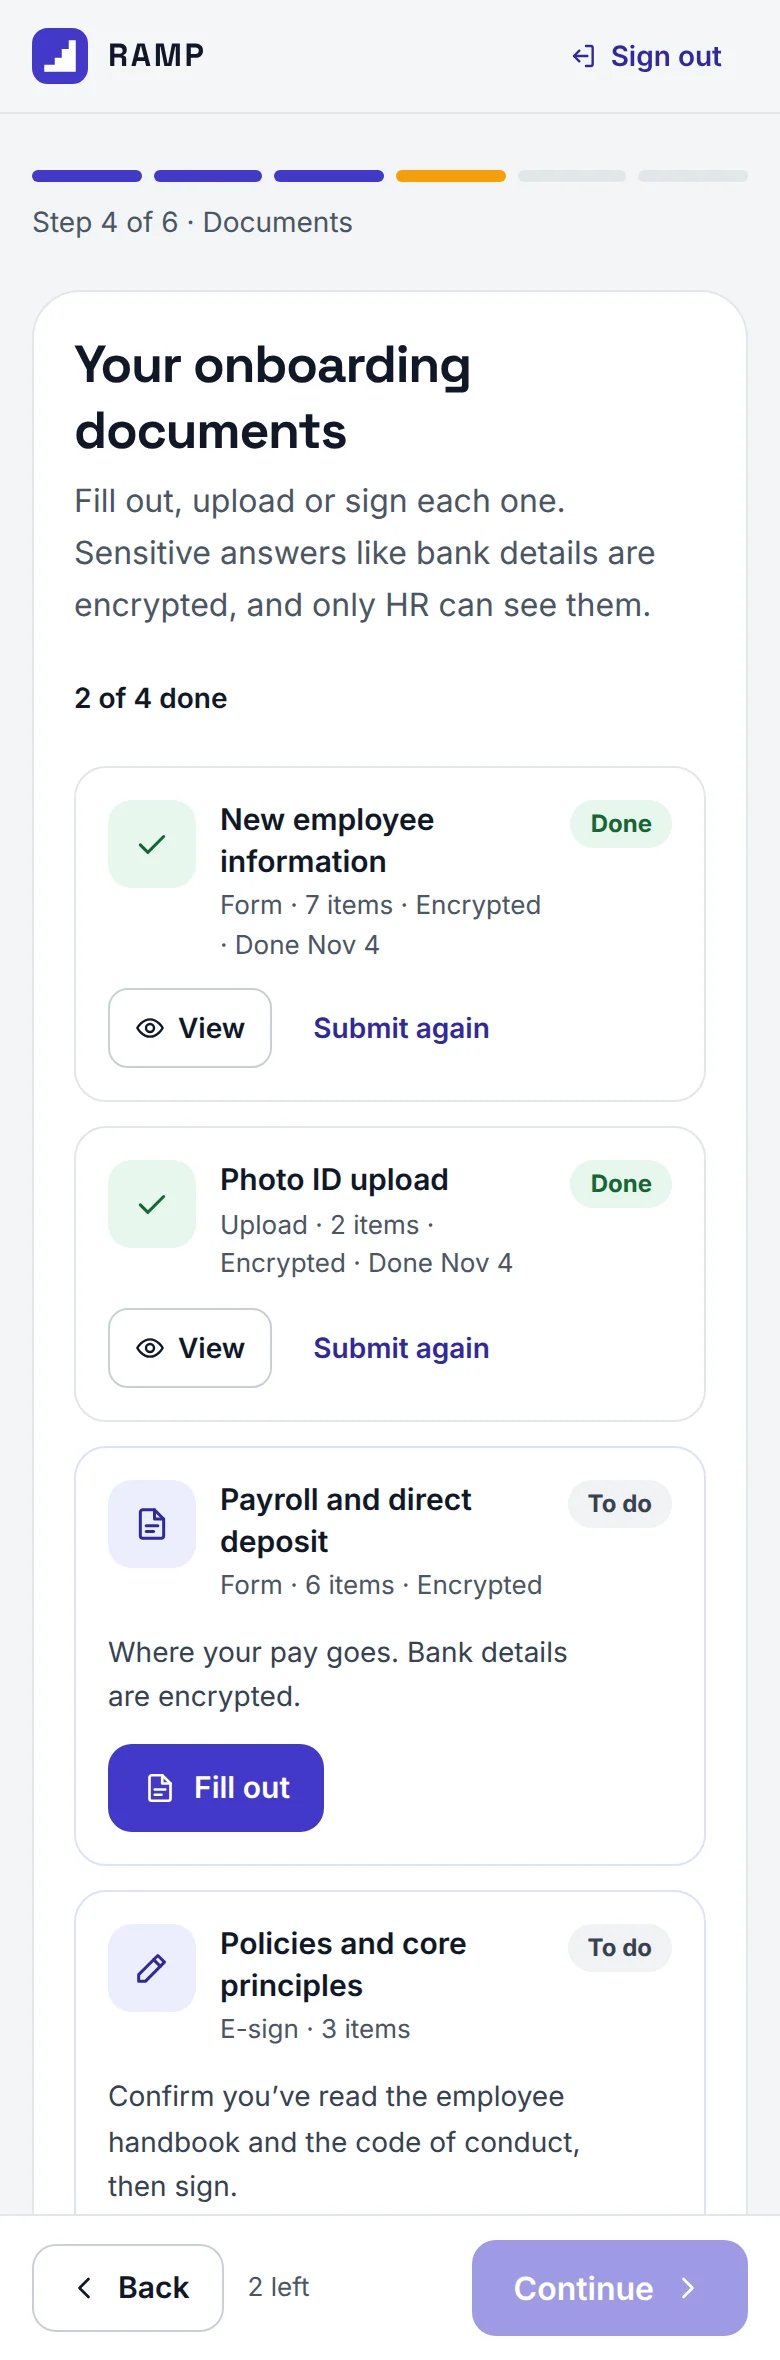 RAMP
Sign out
Step 4 of 6 · Documents
Your onboarding
documents
Fill out, upload or sign each one.
Sensitive answers like bank details are
encrypted, and only HR can see them.
2 of 4 done
New employee
information
Done
Form · 7 items · Encrypted
· Done Nov 4
View
Submit again
Photo ID upload
Done
Upload · 2 items ·
Encrypted · Done Nov 4
View
Submit again
Payroll and direct
deposit
To do
Form · 6 items · Encrypted
Where your pay goes. Bank details
are encrypted.
Fill out
Policies and core
principles
To do
E-sign · 3 items
Confirm you’ve read the employee
handbook and the code of conduct,
then sign.
Back
2 left
Continue